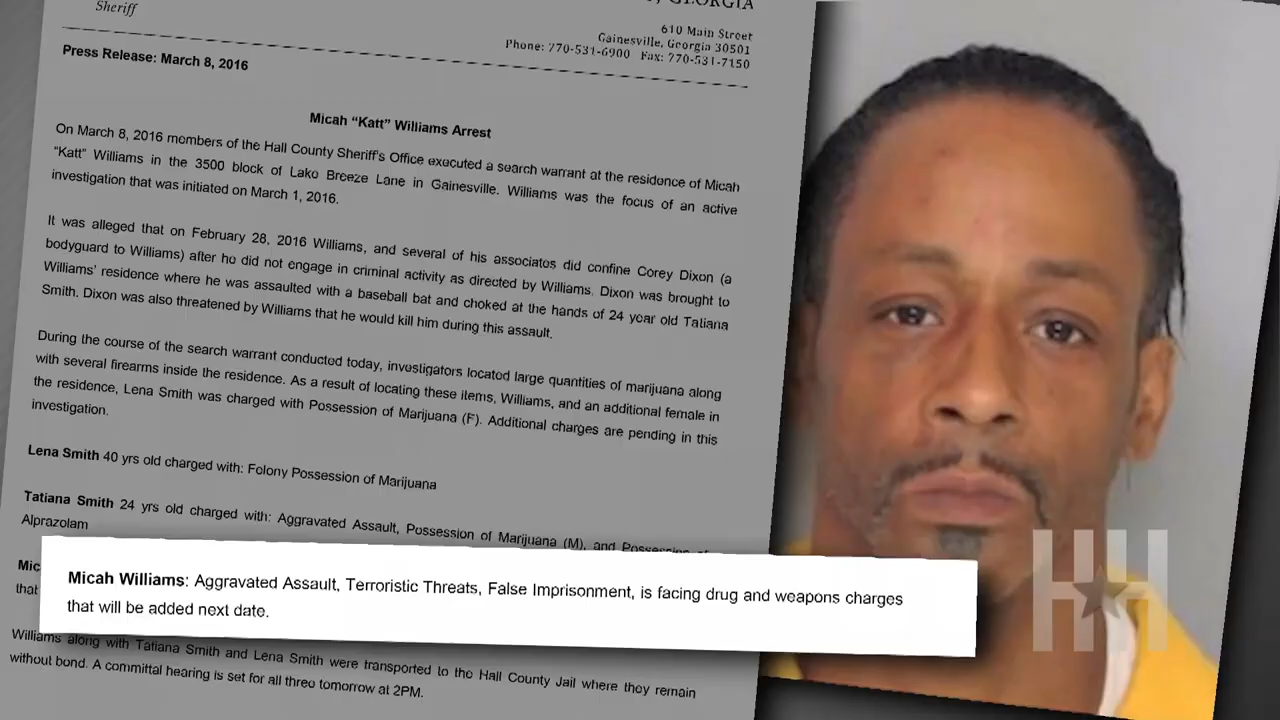 GEORGIA
Sheriff
610 Main Street
Gainesville, Georgia 30501
Phone: 770-531-6900 Fax: 770-531-7150
Press Release: March 8, 2016
Micah “Katt” Williams Arrest
On March 8, 2016 members of the Hall County Sheriff's Office executed a search warrant at the residence of Micah
“Katt” Williams in the 3500 block of Lake Breeze Lane in Gainesville. Williams was the focus of an active
investigation that was initiated on March 1, 2016.
It was alleged that on February 28, 2016 Williams, and several of his associates did confine Corey Dixon (a
bodyguard to Williams) after he did not engage in criminal activity as directed by Williams. Dixon was brought to
Williams’ residence where he was assaulted with a baseball bat and choked at the hands of 24 year old Tatiana
Smith. Dixon was also threatened by Williams that he would kill him during this assault.
During the course of the search warrant conducted today, investigators located large quantities of marijuana along
with several firearms inside the residence. As a result of locating these items, Williams, and an additional female in
the residence, Lena Smith was charged with Possession of Marijuana (F). Additional charges are pending in this
investigation.
Lena Smith 40 yrs old charged with: Felony Possession of Marijuana
Tatiana Smith 24 yrs old charged with: Aggravated Assault, Possession of Marijuana (M), and Possession of
Alprazolam
Mic
that
Micah Williams: Aggravated Assault, Terroristic Threats, False Imprisonment, is facing drug and weapons charges
that will be added next date.
Williams along with Tatiana Smith and Lena Smith were transported to the Hall County Jail where they remain
without bond. A committal hearing is set for all three tomorrow at 2PM.
HH